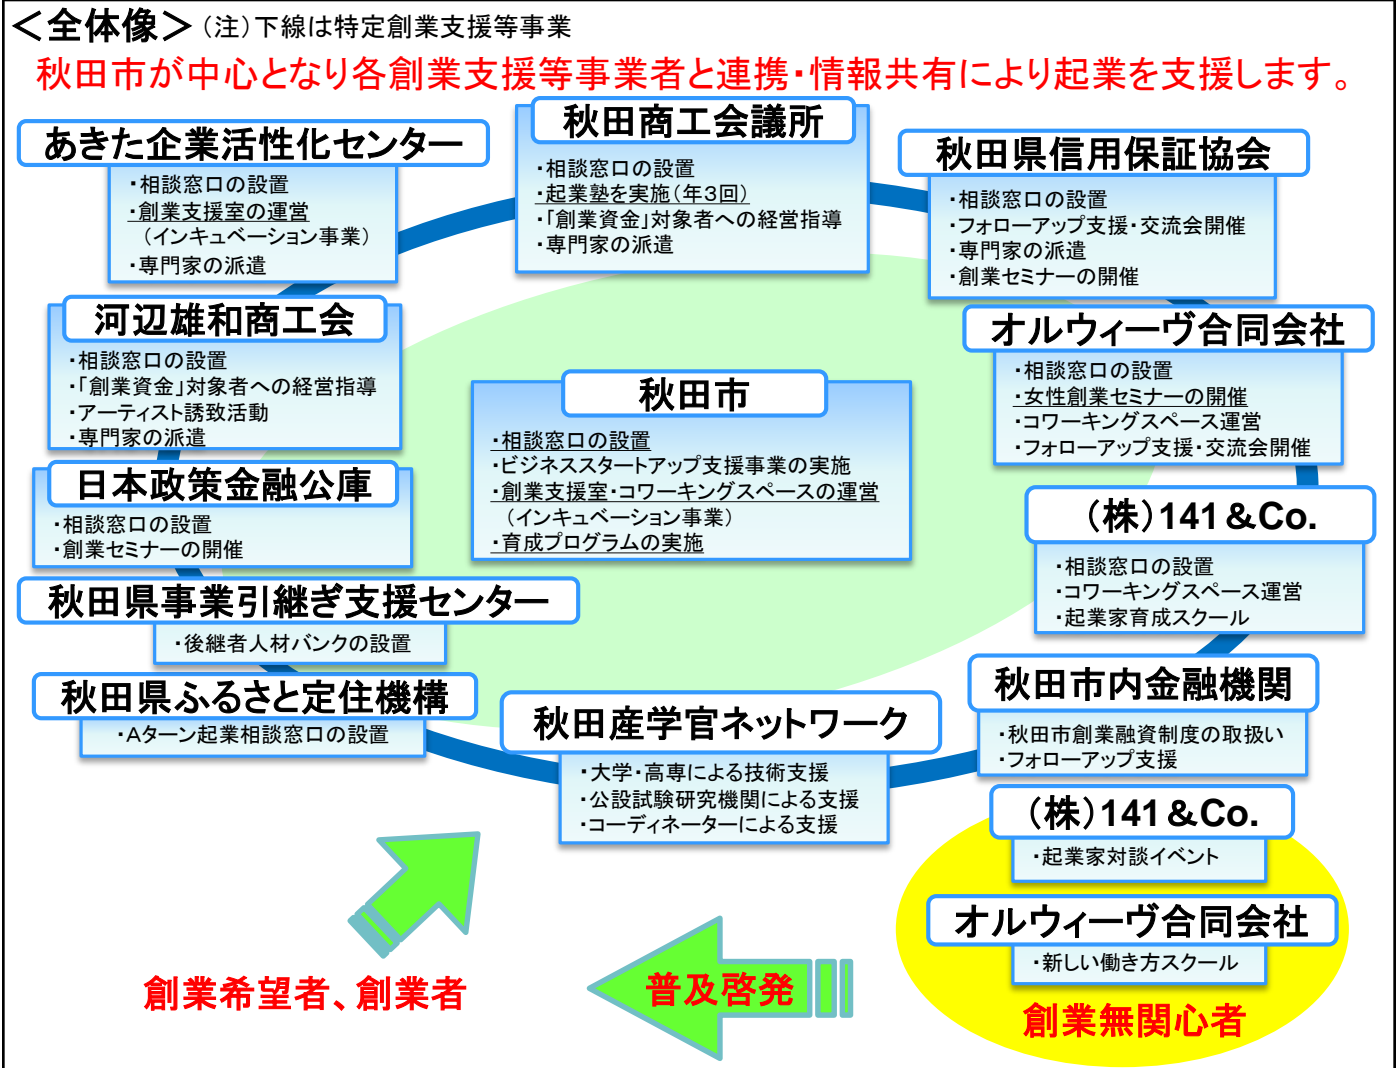 ＜全体像＞（注）下線は特定創業支援等事業
秋田市が中心となり各創業支援等事業者と連携・情報共有により起業を支援します。
秋田商工会議所
・相談窓口の設置
・起業塾を実施（年３回）
・「創業資金」対象者への経営指導
・専門家の派遣
あきた企業活性化センター
・相談窓口の設置
・創業支援室の運営
（インキュベーション事業）
・専門家の派遣
秋田県信用保証協会
・相談窓口の設置
・フォローアップ支援・交流会開催
・専門家の派遣
・創業セミナーの開催
河辺雄和商工会
・相談窓口の設置
・「創業資金」対象者への経営指導
・アーティスト誘致活動
・専門家の派遣
オルウィーヴ合同会社
・相談窓口の設置
・女性創業セミナーの開催
・コワーキングスペース運営
・フォローアップ支援・交流会開催
秋田市
・相談窓口の設置
・ビジネススタートアップ支援事業の実施
・創業支援室・コワーキングスペースの運営
（インキュベーション事業）
・育成プログラムの実施
日本政策金融公庫
・相談窓口の設置
・創業セミナーの開催
（株）141＆Co.
・相談窓口の設置
・コワーキングスペース運営
・起業家育成スクール
秋田県事業引継ぎ支援センター
・後継者人材バンクの設置
秋田県ふるさと定住機構
・Aターン起業相談窓口の設置
秋田市内金融機関
・秋田市創業融資制度の取扱い
・フォローアップ支援
秋田産学官ネットワーク
・大学・高専による技術支援
・公設試験研究機関による支援
・コーディネーターによる支援
（株）141＆Co.
・起業家対談イベント
オルウィーヴ合同会社
・新しい働き方スクール
創業無関心者
普及啓発
創業希望者、創業者